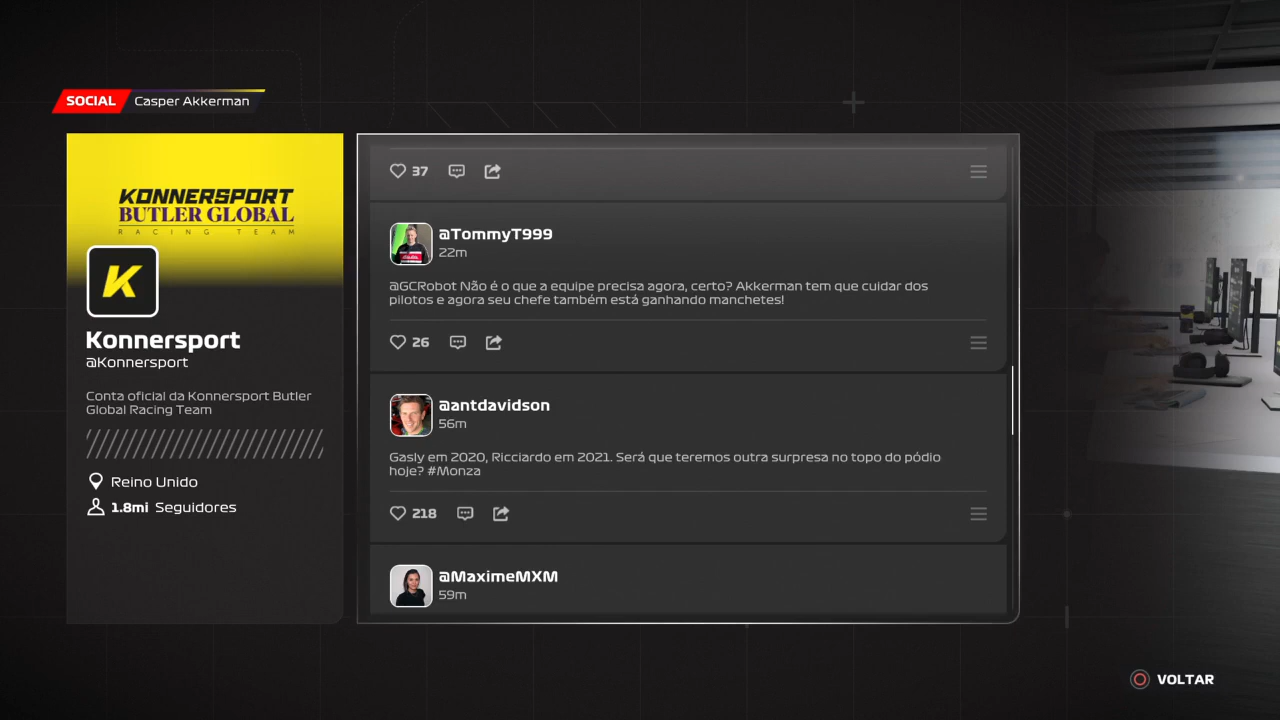 SOCIAL Casper Akkerman
KONNERSPORT
BUTLER GLOBAL
RACING TEAM
K
Konnersport
@Konnersport
Conta oficial da Konnersport Butler
Global Racing Team
Reino Unido
1.8mi Seguidores
37
@TommyT999
22m
@GCRobot Não é o que a equipe precisa agora, certo? Akkerman tem que cuidar dos
pilotos e agora seu chefe também está ganhando manchetes!
26
@antdavidson
56m
Gasly em 2020, Ricciardo em 2021. Será que teremos outra surpresa no topo do pódio
hoje? #Monza
218
@MaximeMXM
59m
VOLTAR